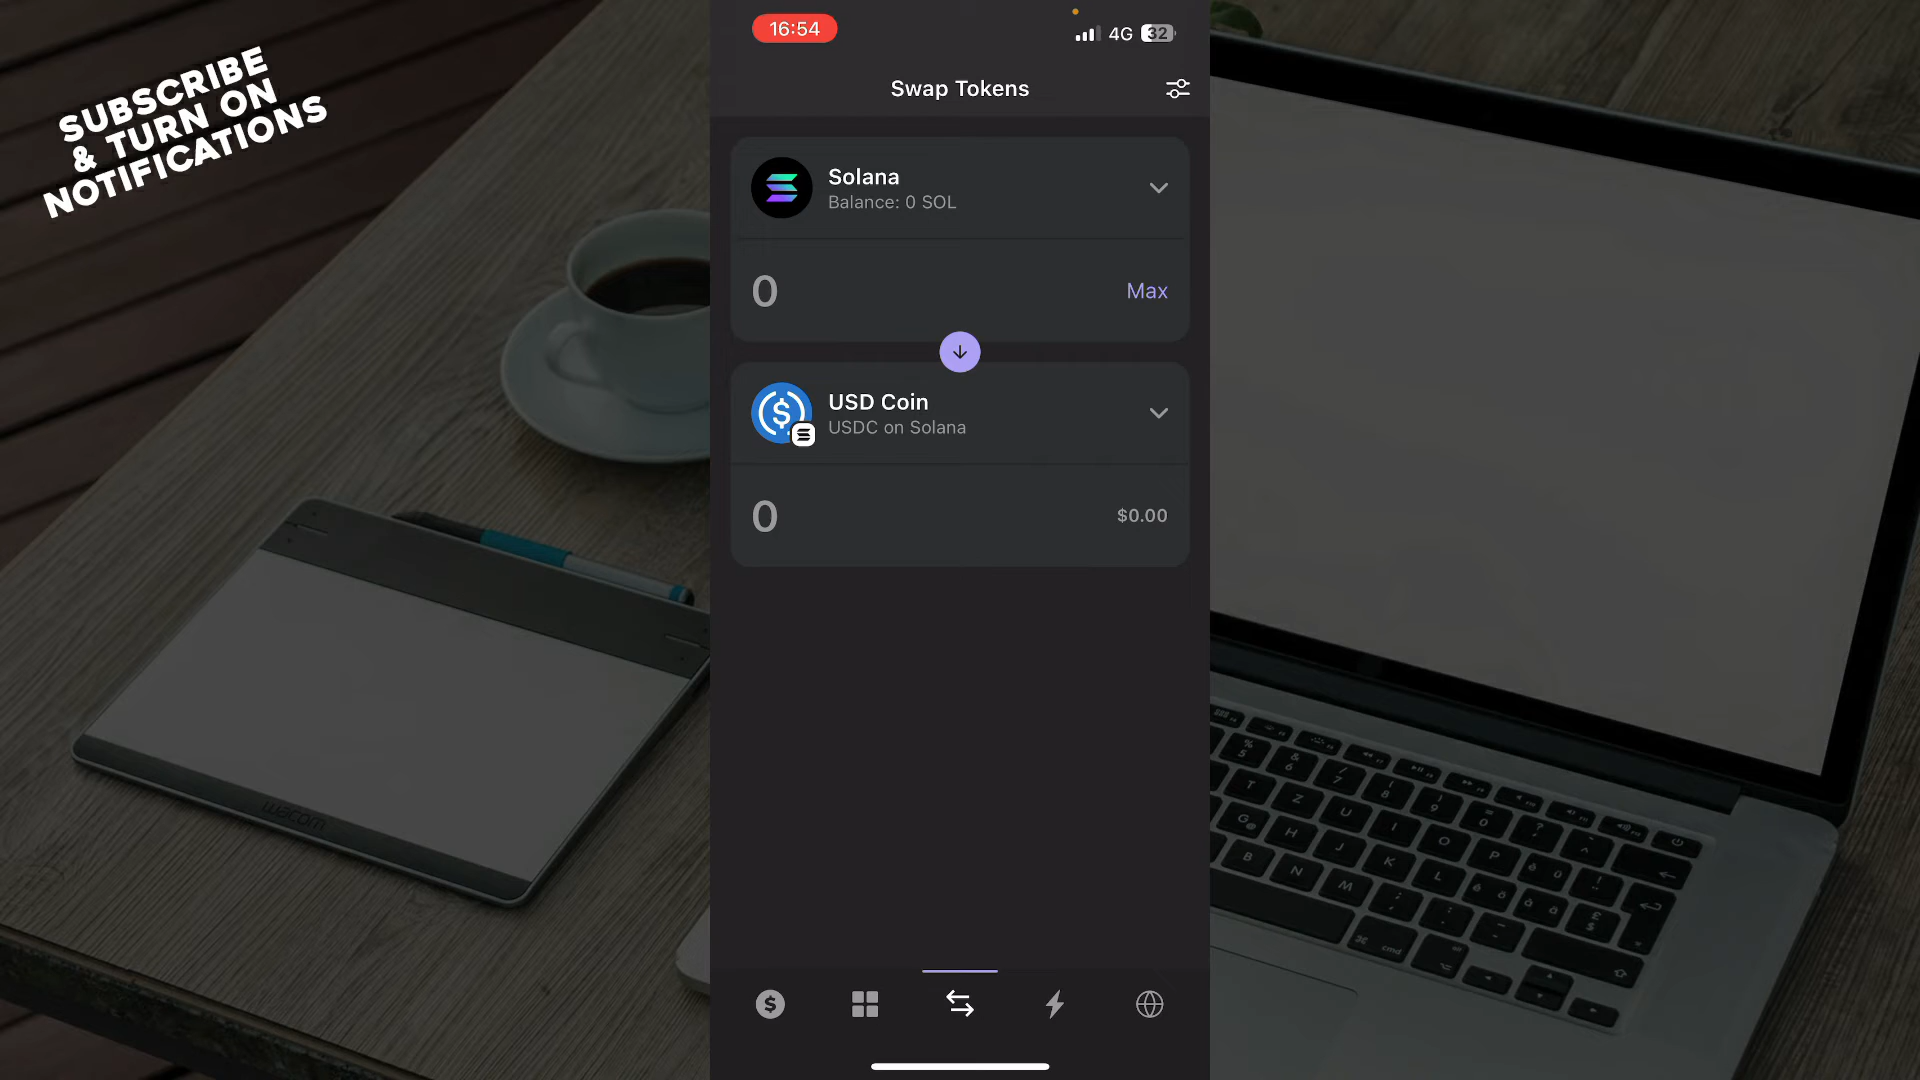 SUBSCRIBE
& TURN ON
NOTIFICATIONS
16:54
4G 32
Swap Tokens
Solana
Balance: 0 SOL
0 Max
USD Coin
USDC on Solana
0 $0.00
wacom